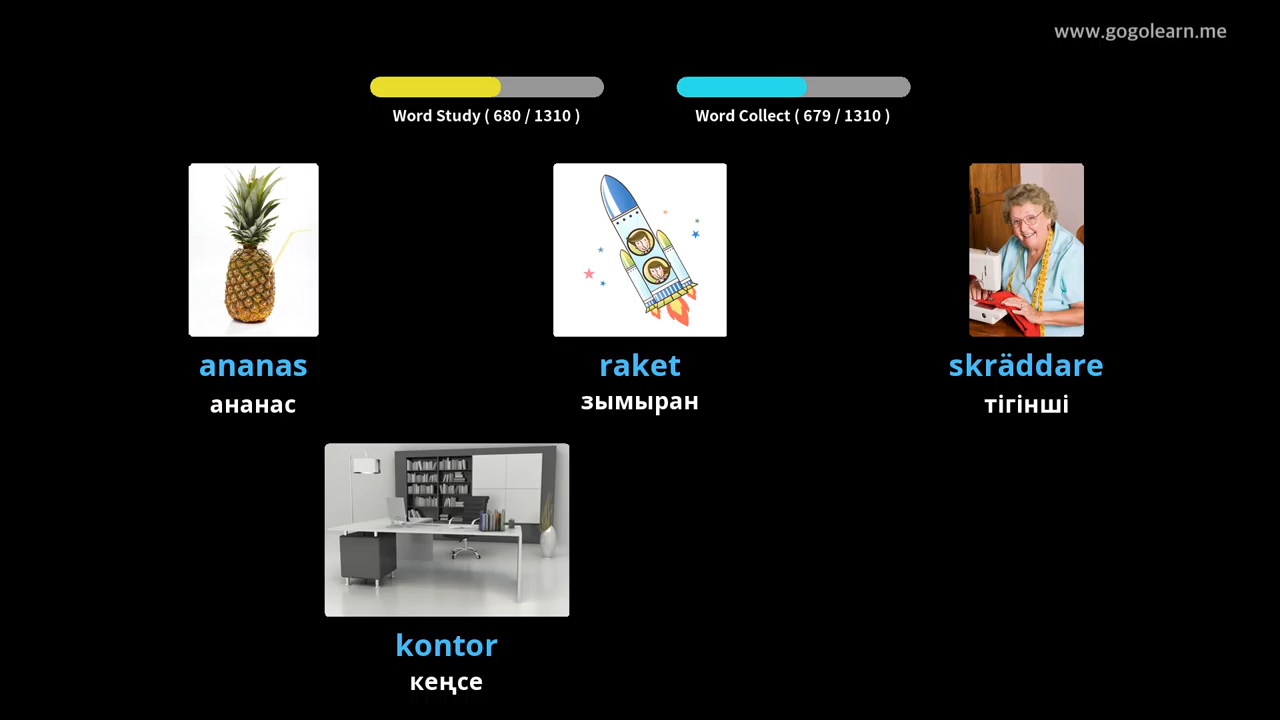 www.gogolearn.me
Word Study ( 680 / 1310 )
Word Collect ( 679 / 1310 )
ananas
ананас
raket
зымыран
skräddare
тігінші
kontor
кеңсе